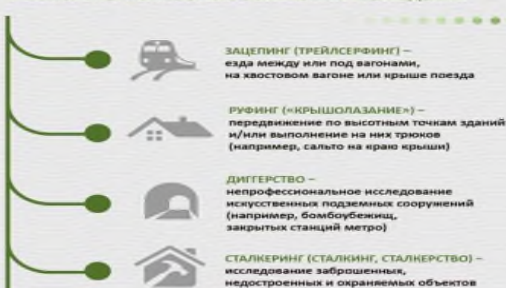 ЗАЦЕПИНГ (ТРЕЙЛСЕРФИНГ) –
езда между или под вагонами,
на хвостовом вагоне или крыше поезда
РУФИНГ («КРЫШОЛАЗАНИЕ») –
передвижение по высотным точкам зданий
и/или выполнение на них трюков
(например, сальто на краю крыши)
ДИГГЕРСТВО –
непрофессиональное исследование
искусственных подземных сооружений
(например, бомбоубежищ,
закрытых станций метро)
СТАЛКЕРИНГ (СТАЛКИНГ, СТАЛКЕРСТВО) –
исследование заброшенных,
недостроенных и охраняемых объектов